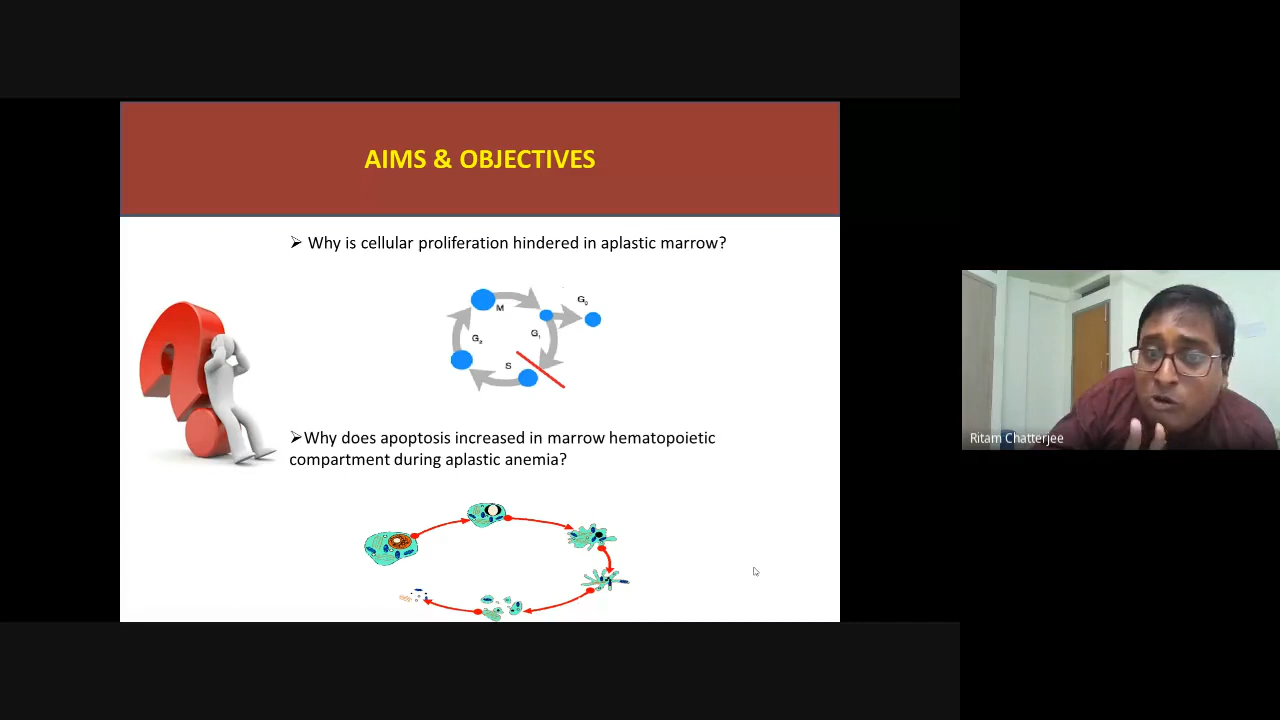 AIMS & OBJECTIVES
➢ Why is cellular proliferation hindered in aplastic marrow?
G₀
M
G₁
G₂
S
➢Why does apoptosis increased in marrow hematopoietic
compartment during aplastic anemia?
Ritam Chatterjee